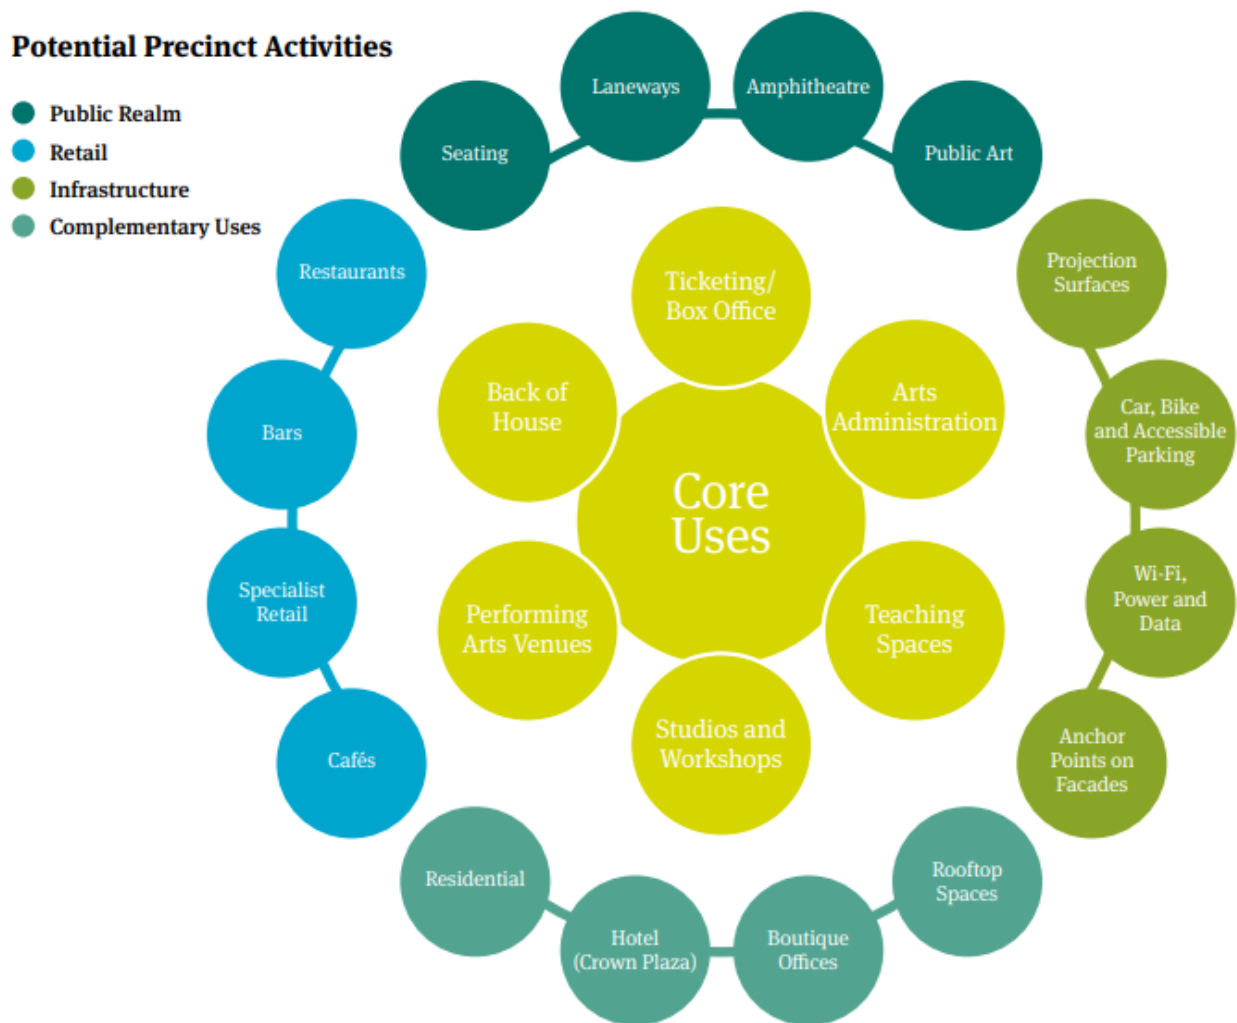 Potential Precinct Activities
Public Realm
Retail
Infrastructure
Complementary Uses
Laneways
Amphitheatre
Seating
Public Art
Restaurants
Projection
Surfaces
Ticketing/
Box Office
Back of
House
Arts
Administration
Bars
Car, Bike
and Accessible
Parking
Core
Uses
Specialist
Retail
Wi-Fi,
Power and
Data
Performing
Arts Venues
Teaching
Spaces
Studios and
Workshops
Cafés
Anchor
Points on
Facades
Residential
Rooftop
Spaces
Hotel
(Crown Plaza)
Boutique
Offices